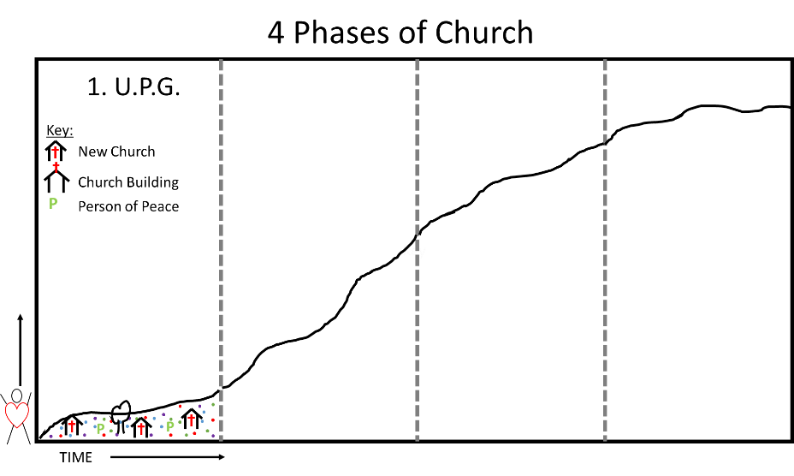 4 Phases of Church
1. U.P.G.
Key:
New Church
Church Building
P Person of Peace
P
P
TIME